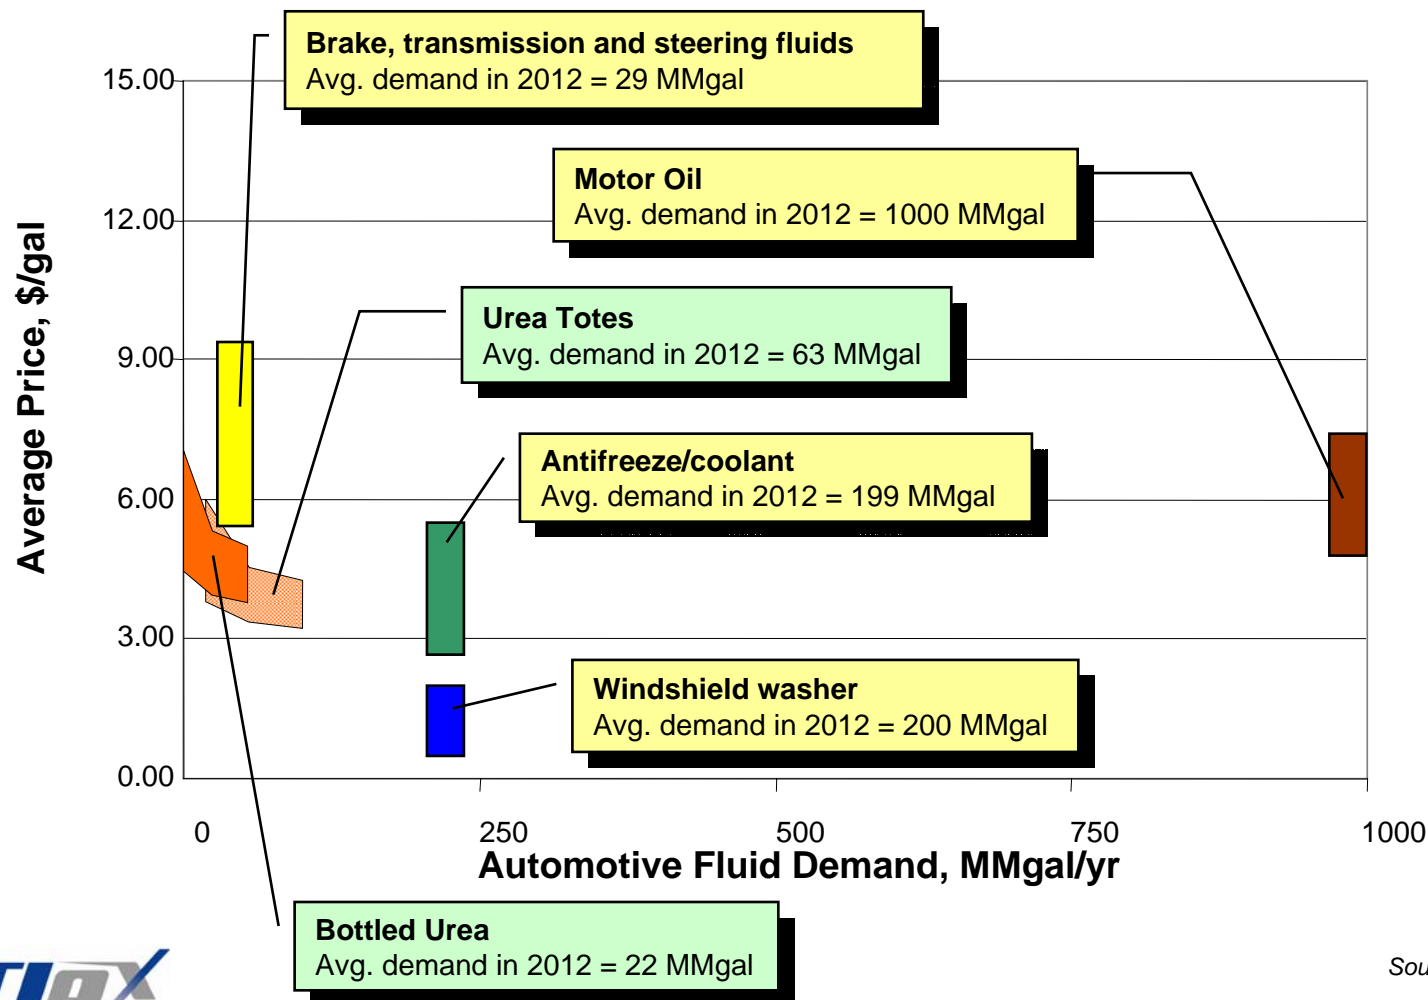 Brake, transmission and steering fluids
Avg. demand in 2012 = 29 MMgal
15.00
Motor Oil
Avg. demand in 2012 = 1000 MMgal
12.00
Average Price, $/gal
Urea Totes
Avg. demand in 2012 = 63 MMgal
9.00
Antifreeze/coolant
Avg. demand in 2012 = 199 MMgal
6.00
3.00
Windshield washer
Avg. demand in 2012 = 200 MMgal
0.00
0 250 500 750 1000
Automotive Fluid Demand, MMgal/yr
Bottled Urea
Avg. demand in 2012 = 22 MMgal